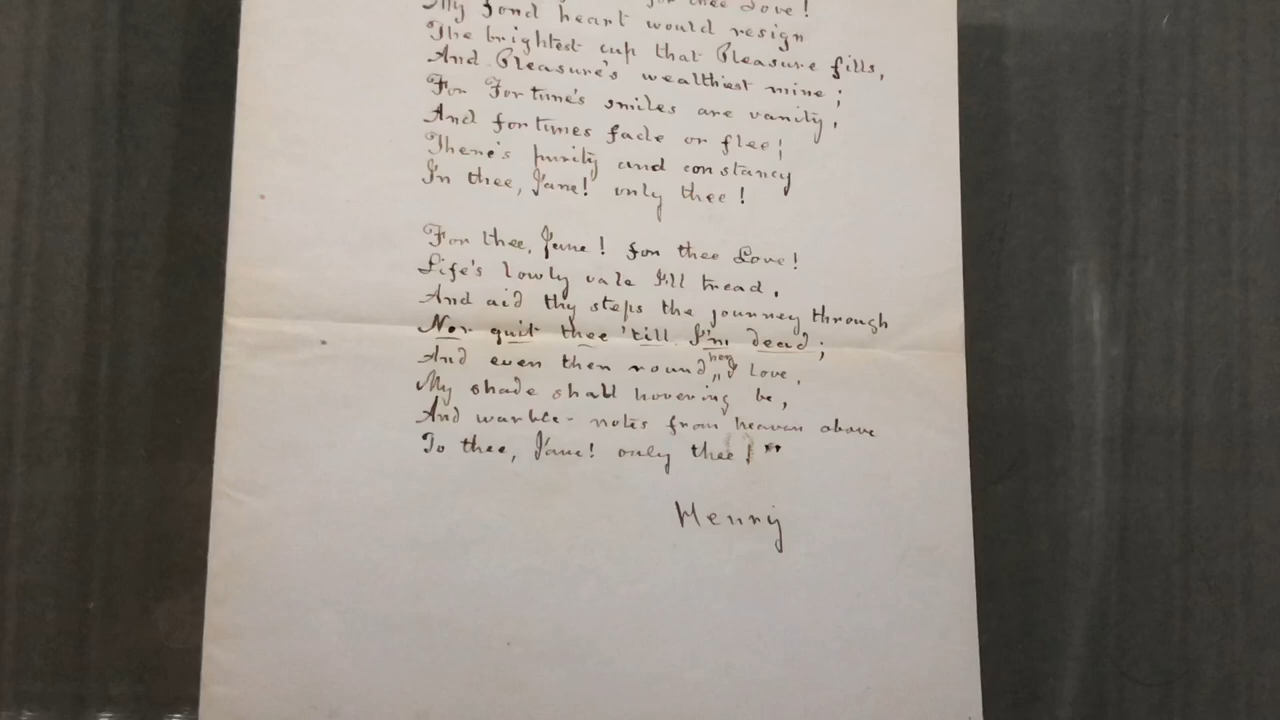 for thee Love!
My fond heart would resign
The brightest cup that Pleasure fills,
And Pleasure's wealthiest mine;
For Fortune's smiles are vanity,
And fortunes fade or flee;
There's purity and constancy
In thee, Jane! only thee!
For thee, Jane! for thee Love!
Life's lowly vale I'll tread,
And aid thy steps the journey through
Nor quit thee 'till I'm dead;
And even then round her, Love,
My shade shall hovering be,
And warble notes from heaven above
To thee, Jane! only thee!"
Henry